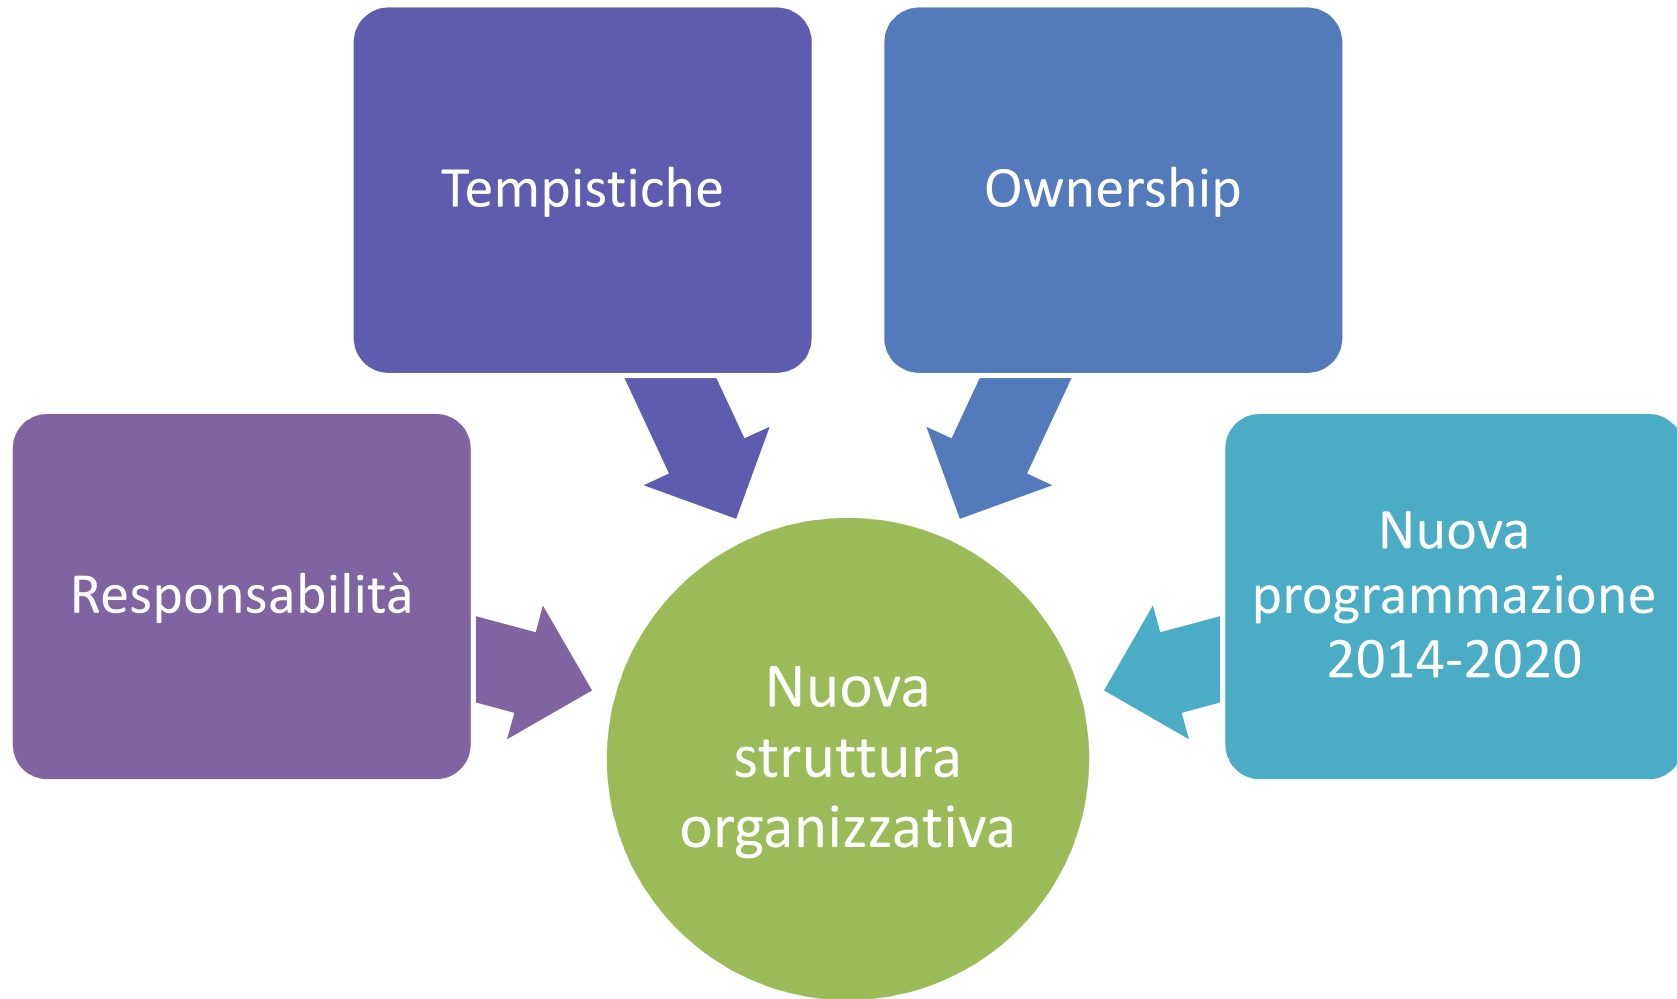 Tempistiche
Ownership
Responsabilità
Nuova
programmazione
2014-2020
Nuova
struttura
organizzativa